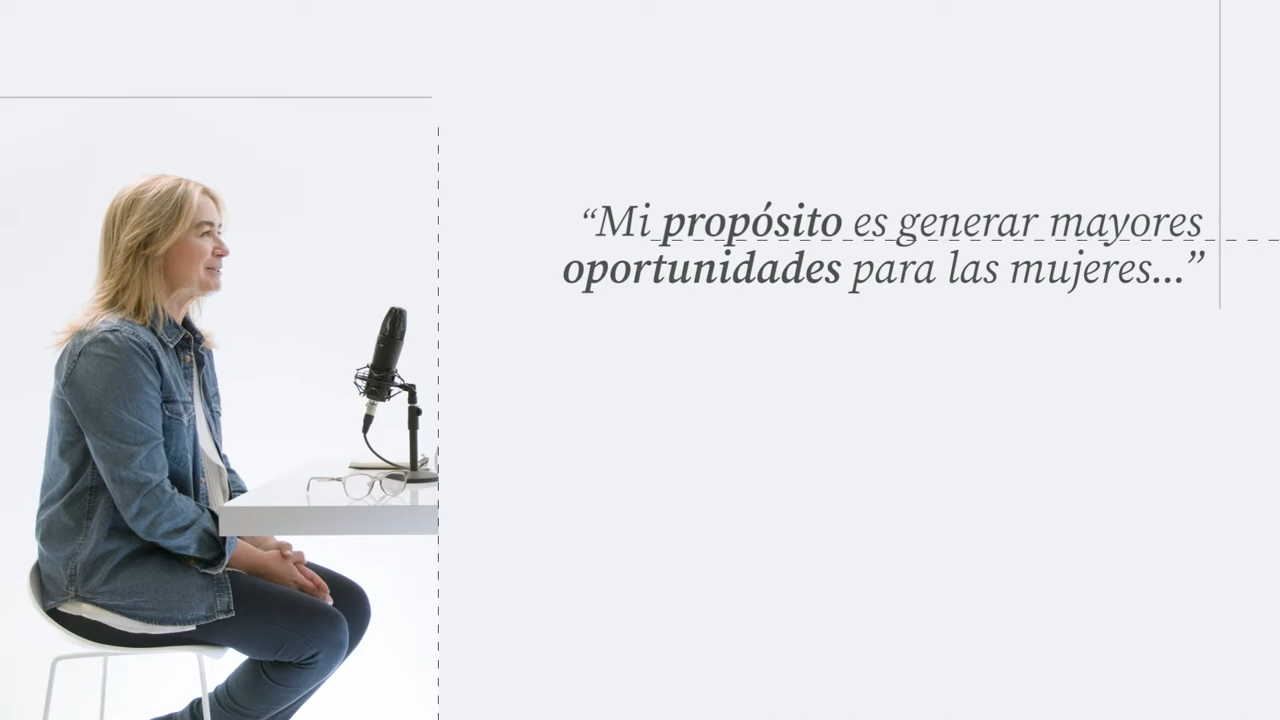 “Mi propósito es generar mayores
oportunidades para las mujeres...”